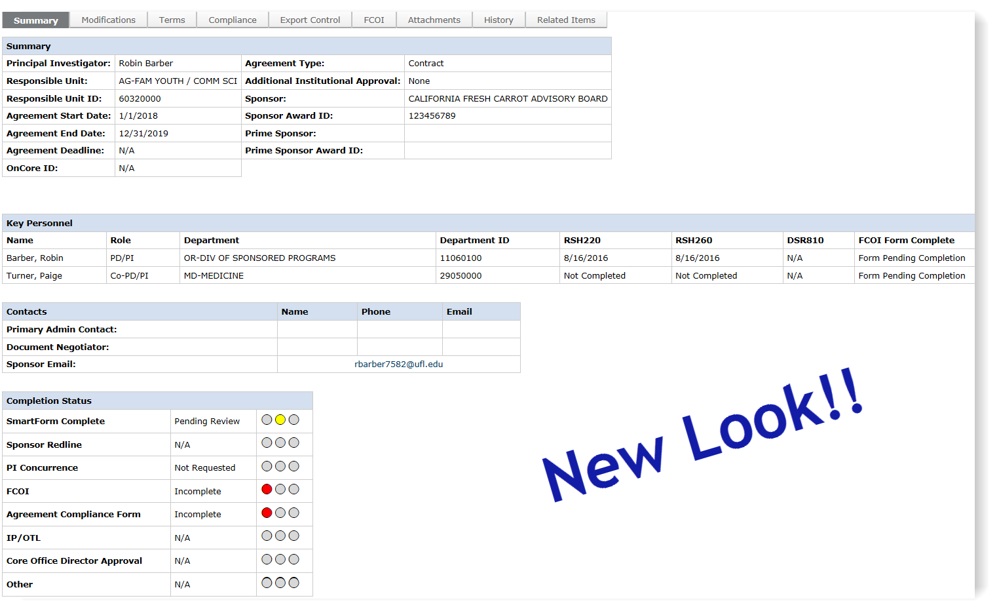 Summary Modifications Terms Compliance Export Control FCOI Attachments History Related Items
Summary
Principal Investigator: Robin Barber Agreement Type: Contract
Responsible Unit: AG-FAM YOUTH / COMM SCI Additional Institutional Approval: None
Responsible Unit ID: 60320000 Sponsor: CALIFORNIA FRESH CARROT ADVISORY BOARD
Agreement Start Date: 1/1/2018 Sponsor Award ID: 123456789
Agreement End Date: 12/31/2019 Prime Sponsor:
Agreement Deadline: N/A Prime Sponsor Award ID:
OnCore ID: N/A
Key Personnel
Name Role Department Department ID RSH220 RSH260 DSR810 FCOI Form Complete
Barber, Robin PD/PI OR-DIV OF SPONSORED PROGRAMS 11060100 8/16/2016 8/16/2016 N/A Form Pending Completion
Turner, Paige Co-PD/PI MD-MEDICINE 29050000 Not Completed Not Completed N/A Form Pending Completion
Contacts Name Phone Email
Primary Admin Contact:
Document Negotiator:
Sponsor Email: rbarber7582@ufl.edu
Completion Status
SmartForm Complete Pending Review
Sponsor Redline N/A
PI Concurrence Not Requested
FCOI Incomplete
Agreement Compliance Form Incomplete
IP/OTL N/A
Core Office Director Approval N/A
Other N/A
New Look!!